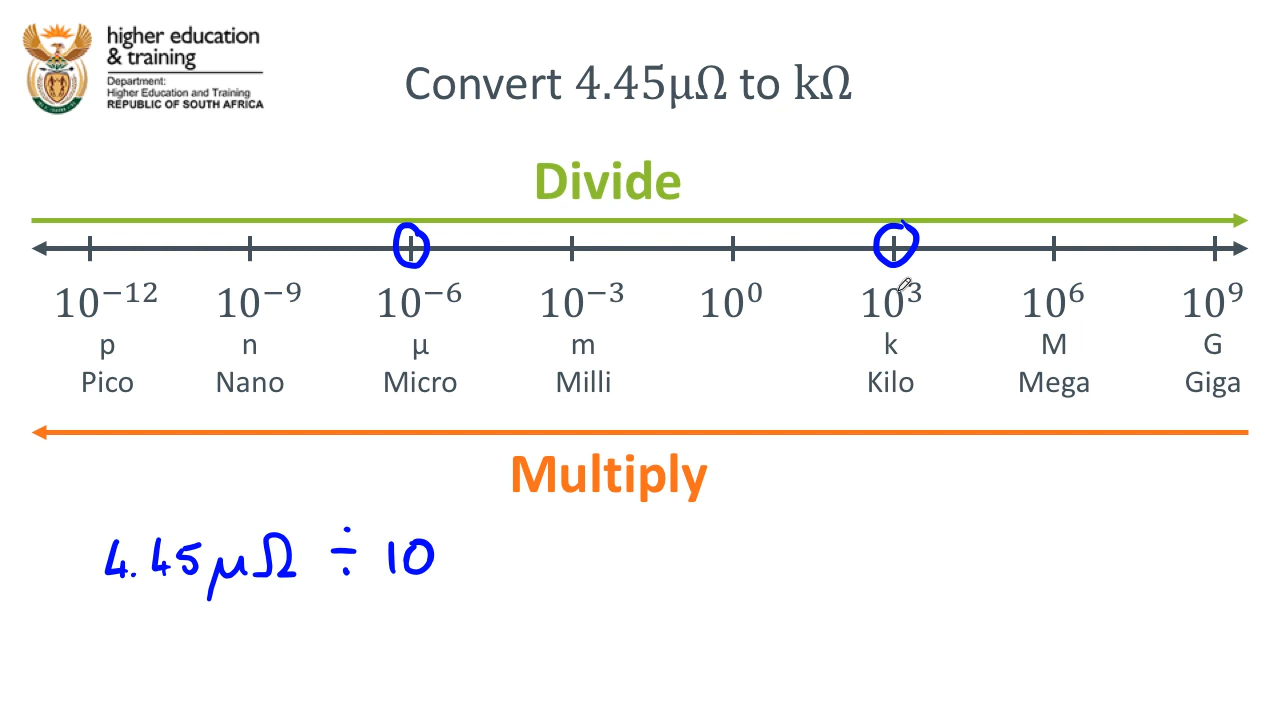 higher education
& training
Department:
Higher Education and Training
REPUBLIC OF SOUTH AFRICA
Convert 4.45μΩ to kΩ
Divide
10⁻¹² 10⁻⁹ 10⁻⁶ 10⁻³ 10⁰ 10³ 10⁶ 10⁹
p n μ m k M G
Pico Nano Micro Milli Kilo Mega Giga
Multiply
4.45μΩ ÷ 10